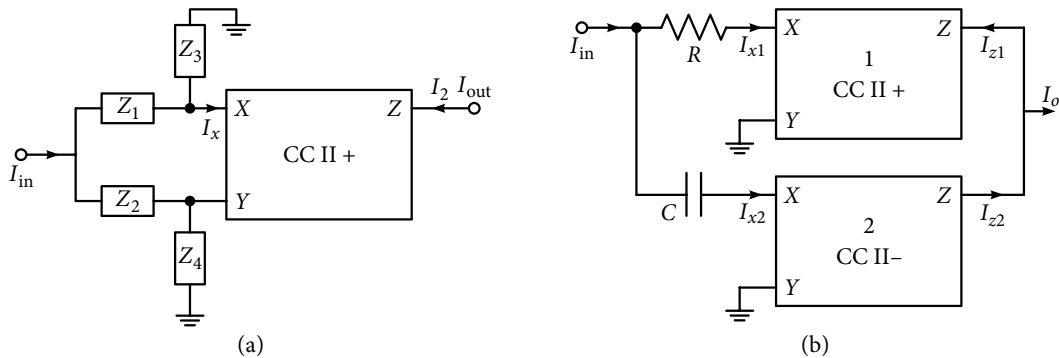 Z3
Z1
Ix
X
Z
I2
Iout
CC II +
Iin
Z2
Y
Z4
(a)
Iin
R
Ix1
X
Z
1
CC II +
Iz1
Io
Y
C
Ix2
X
Z
2
CC II–
Iz2
Y
(b)